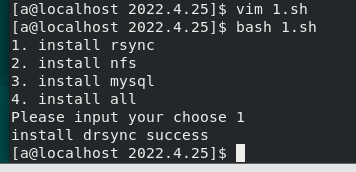 [a@localhost 2022.4.25]$ vim 1.sh
[a@localhost 2022.4.25]$ bash 1.sh
1. install rsync
2. install nfs
3. install mysql
4. install all
Please input your choose 1
install drsync success
[a@localhost 2022.4.25]$